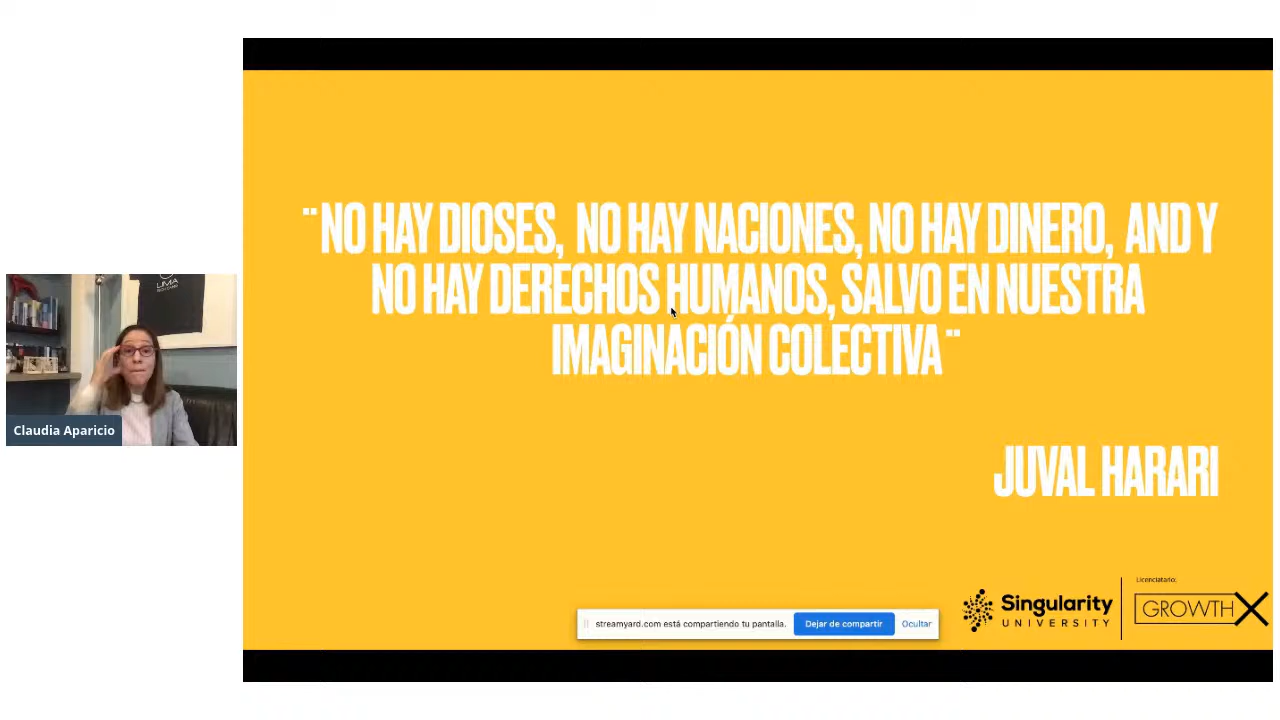 ¨NO HAY DIOSES, NO HAY NACIONES, NO HAY DINERO, AND Y
NO HAY DERECHOS HUMANOS, SALVO EN NUESTRA
IMAGINACIÓN COLECTIVA¨
JUVAL HARARI
LIMA
Claudia Aparicio
streamyard.com está compartiendo tu pantalla.
Dejar de compartir
Ocultar
Singularity
UNIVERSITY
Licenciatario:
GROWTHX